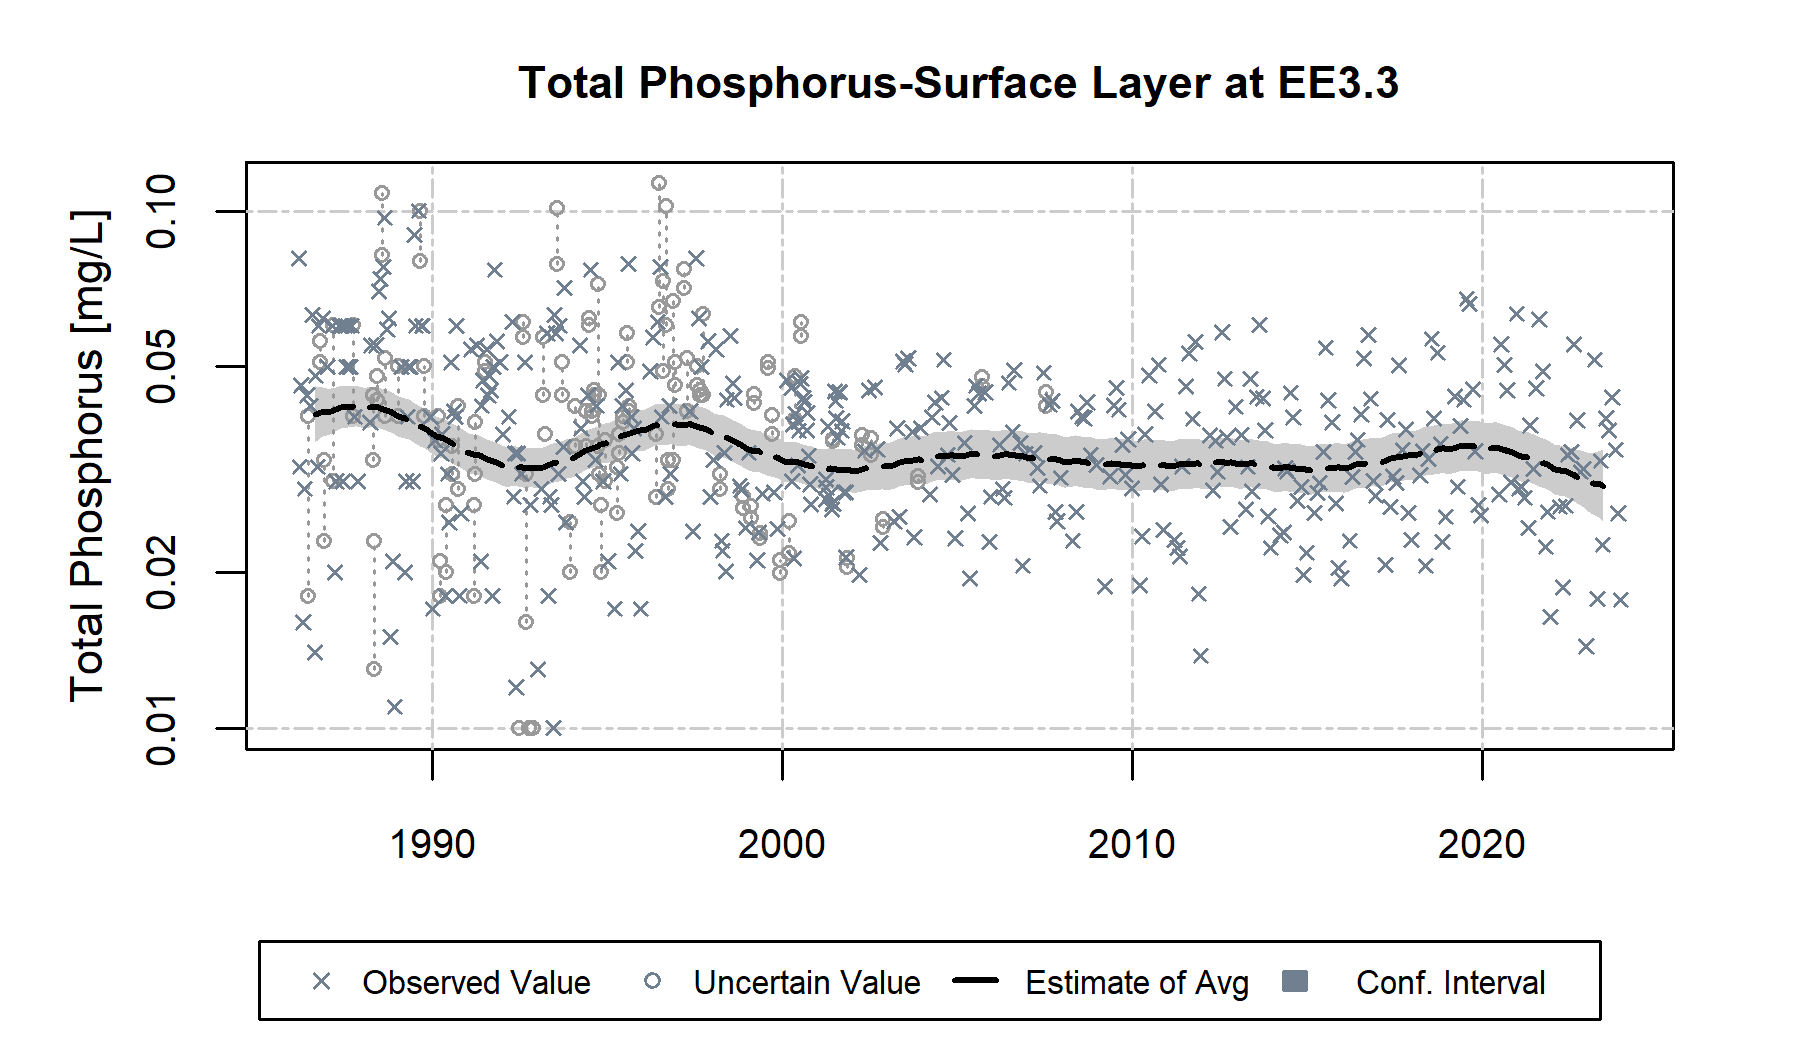 Total Phosphorus-Surface Layer at EE3.3
Total Phosphorus [mg/L]
0.10
0.05
0.02
0.01
1990 2000 2010 2020
Observed Value Uncertain Value Estimate of Avg Conf. Interval